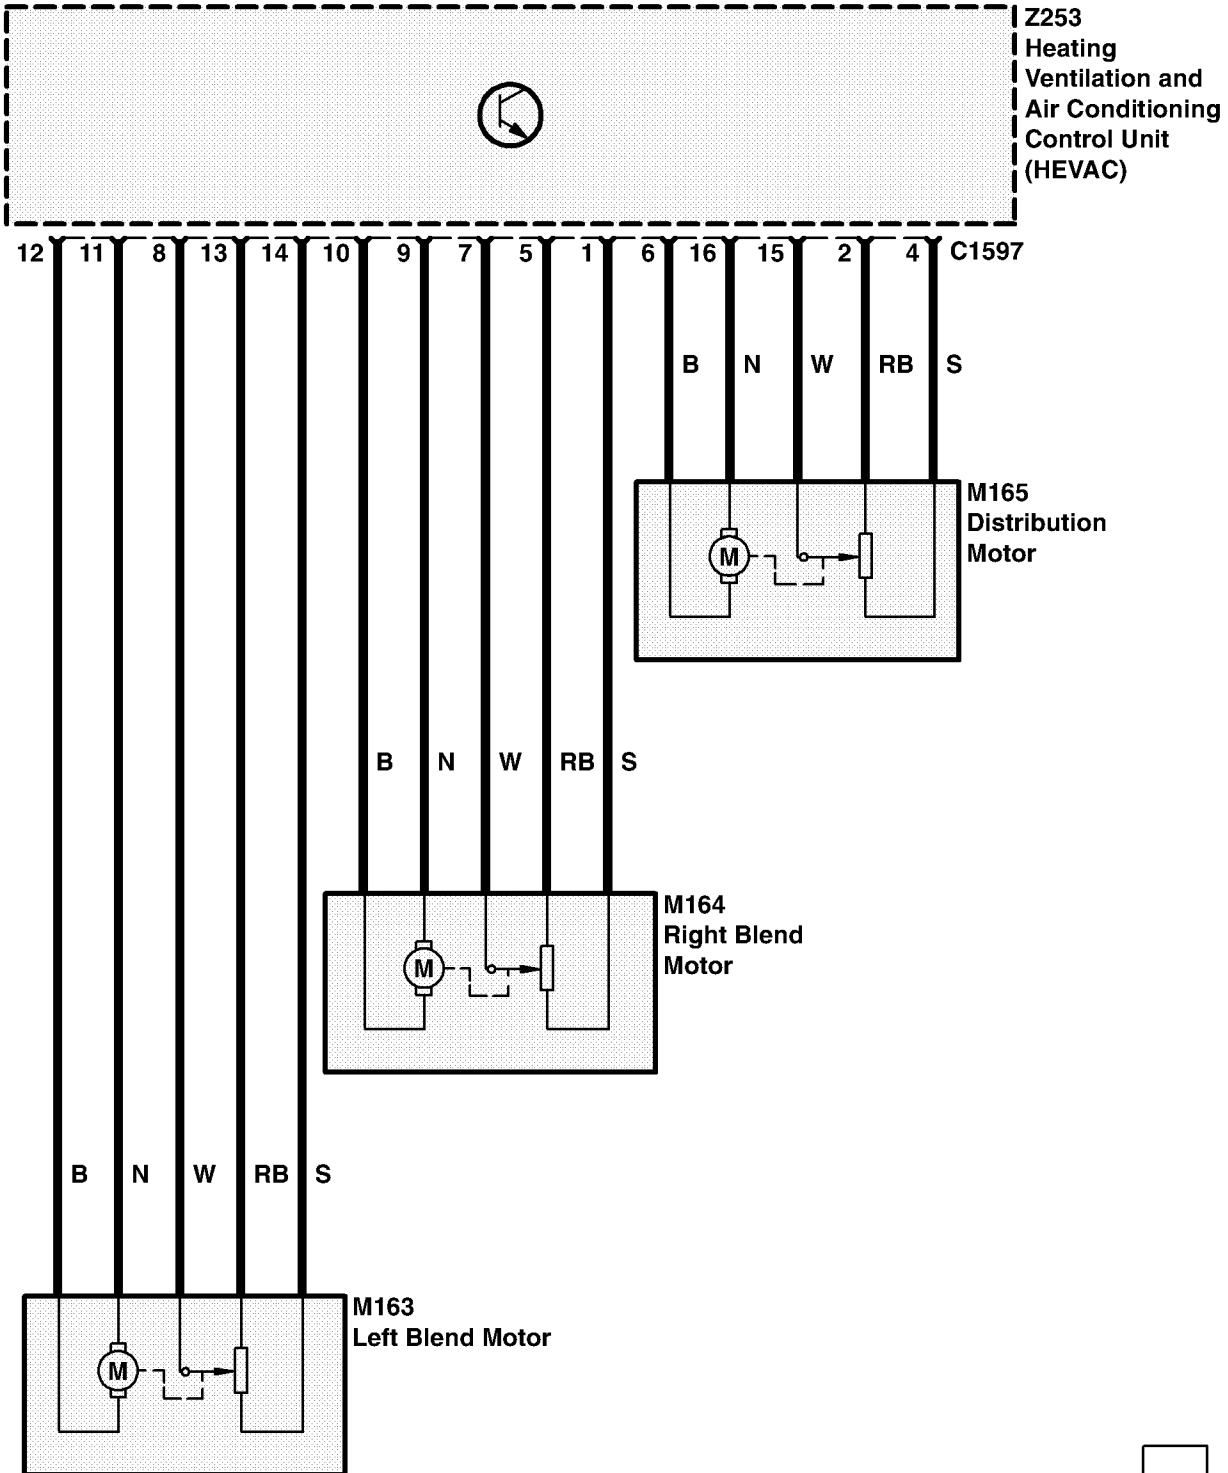 Z253
Heating
Ventilation and
Air Conditioning
Control Unit
(HEVAC)
12 11 8 13 14 10 9 7 5 1 6 16 15 2 4 C1597
B N W RB S
M165
Distribution
Motor
M
B N W RB S
M164
Right Blend
Motor
M
B N W RB S
M163
Left Blend Motor
M